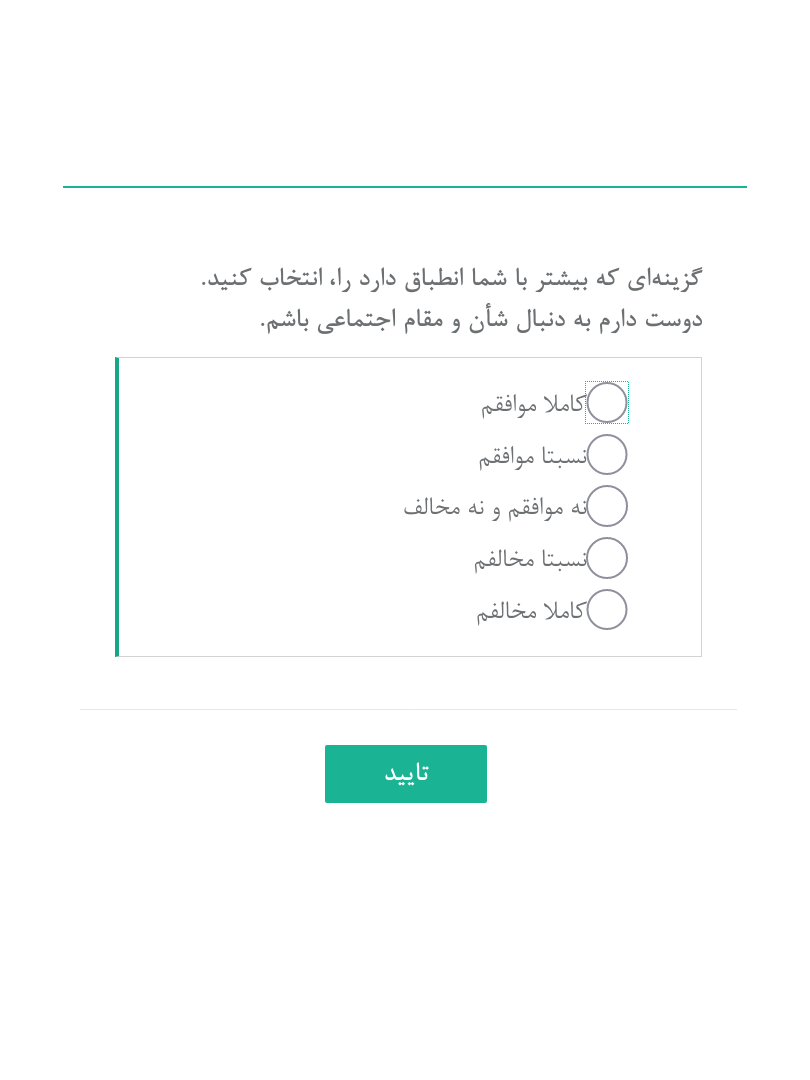 گزینه‌ای که بیشتر با شما انطباق دارد را، انتخاب کنید.
دوست دارم به دنبال شأن و مقام اجتماعی باشم.
کاملا موافقم
نسبتا موافقم
نه موافقم و نه مخالف
نسبتا مخالفم
کاملا مخالفم
تایید